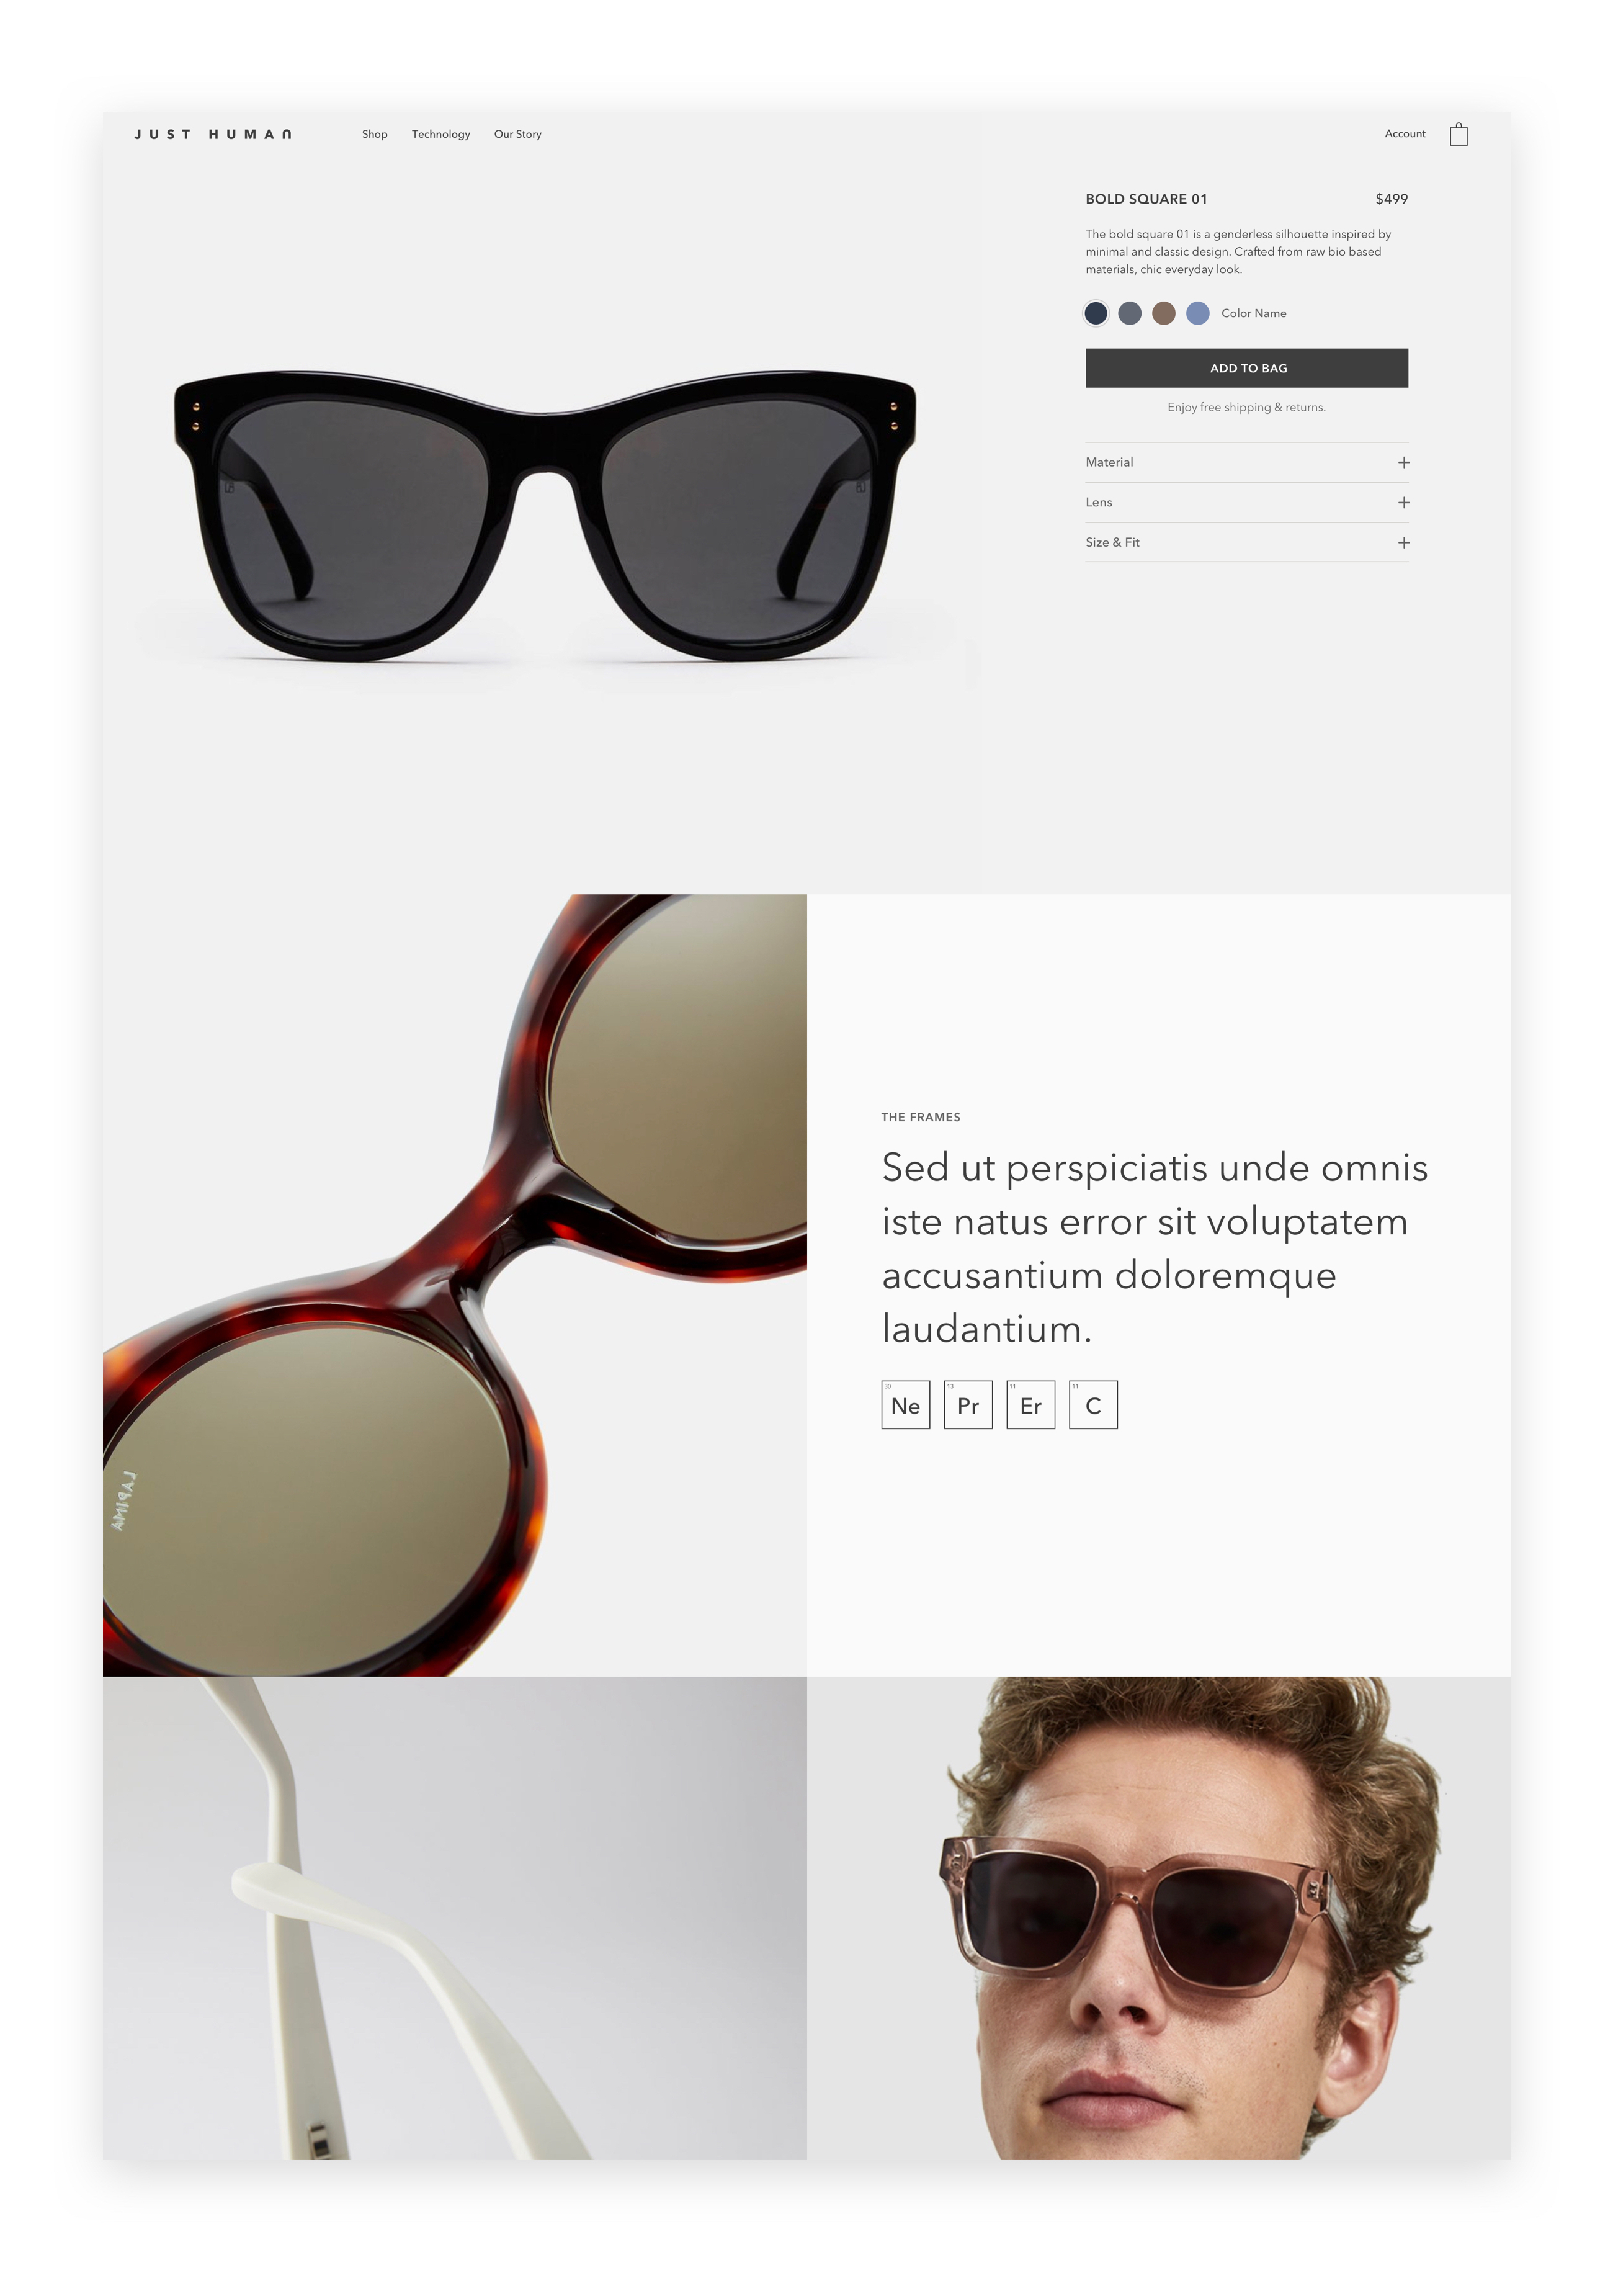 JUST HUMAN
Shop Technology Our Story
Account
BOLD SQUARE 01 $499
The bold square 01 is a genderless silhouette inspired by
minimal and classic design. Crafted from raw bio based
materials, chic everyday look.
Color Name
ADD TO BAG
Enjoy free shipping & returns.
Material +
Lens +
Size & Fit +
THE FRAMES
Sed ut perspiciatis unde omnis
iste natus error sit voluptatem
accusantium doloremque
laudantium.
30 Ne 13 Pr 11 Er 11 C
LAPIMA